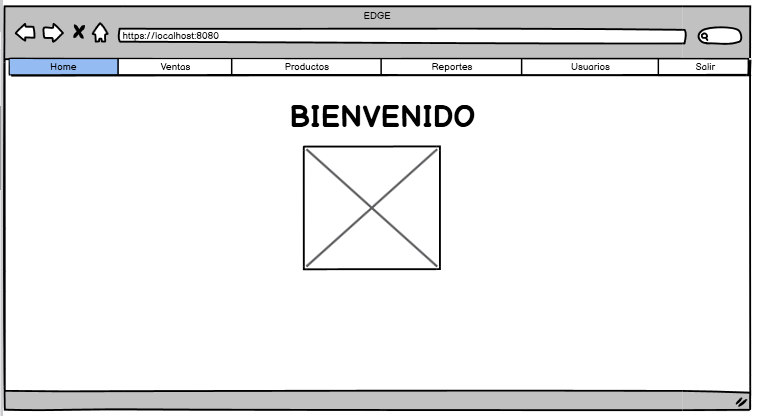 EDGE
https://localhost:8080
Home Ventas Productos Reportes Usuarios Salir
BIENVENIDO